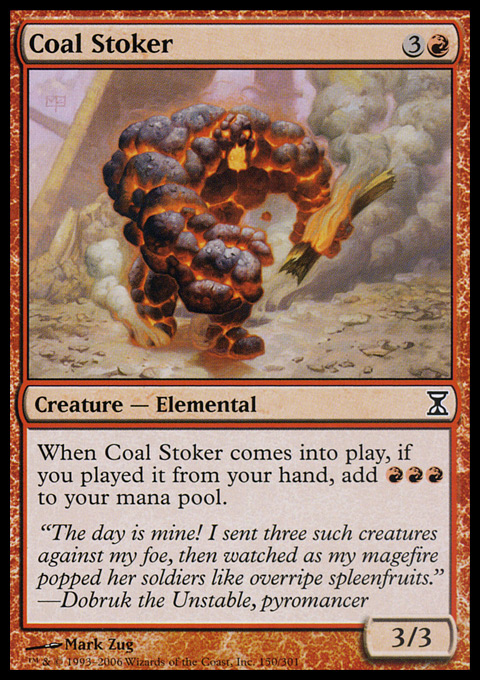 Coal Stoker 3
Creature — Elemental
When Coal Stoker comes into play, if
you played it from your hand, add
to your mana pool.
“The day is mine! I sent three such creatures
against my foe, then watched as my magefire
popped her soldiers like overripe spleenfruits.”
—Dobruk the Unstable, pyromancer
Mark Zug
3/3
™ & © 1993–2006 Wizards of the Coast, Inc. 150/301